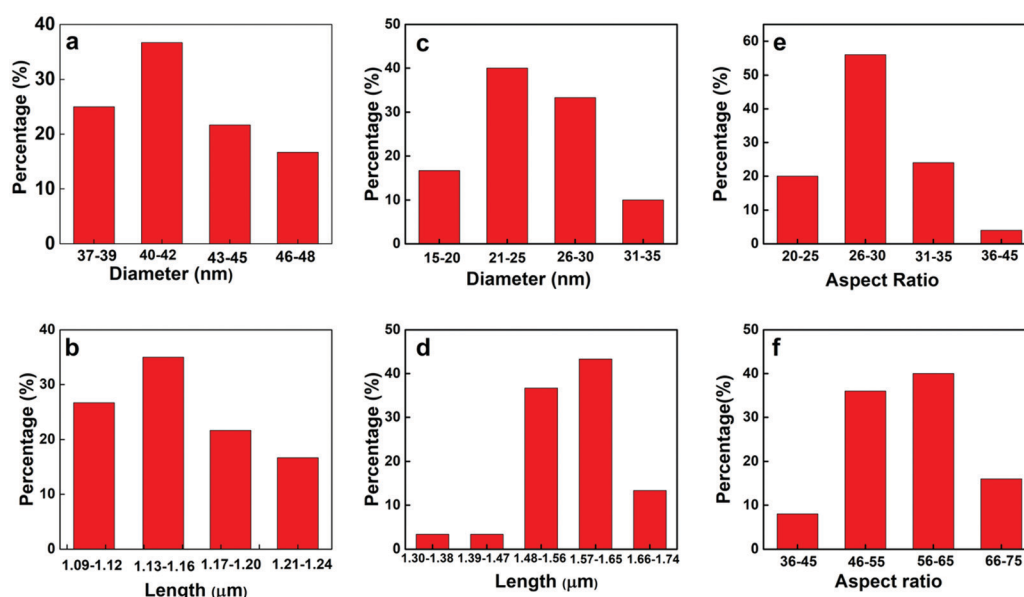 a
40
30
20
10
0
Percentage (%)
37-39 40-42 43-45 46-48
Diameter (nm)
c
50
40
30
20
10
0
Percentage (%)
15-20 21-25 26-30 31-35
Diameter (nm)
e
60
50
40
30
20
10
0
Percentage (%)
20-25 26-30 31-35 36-45
Aspect Ratio
b
40
30
20
10
0
Percentage (%)
1.09-1.12 1.13-1.16 1.17-1.20 1.21-1.24
Length (μm)
d
50
40
30
20
10
0
Percentage (%)
1.30-1.38 1.39-1.47 1.48-1.56 1.57-1.65 1.66-1.74
Length (μm)
f
50
40
30
20
10
0
Percentage(%)
36-45 46-55 56-65 66-75
Aspect ratio